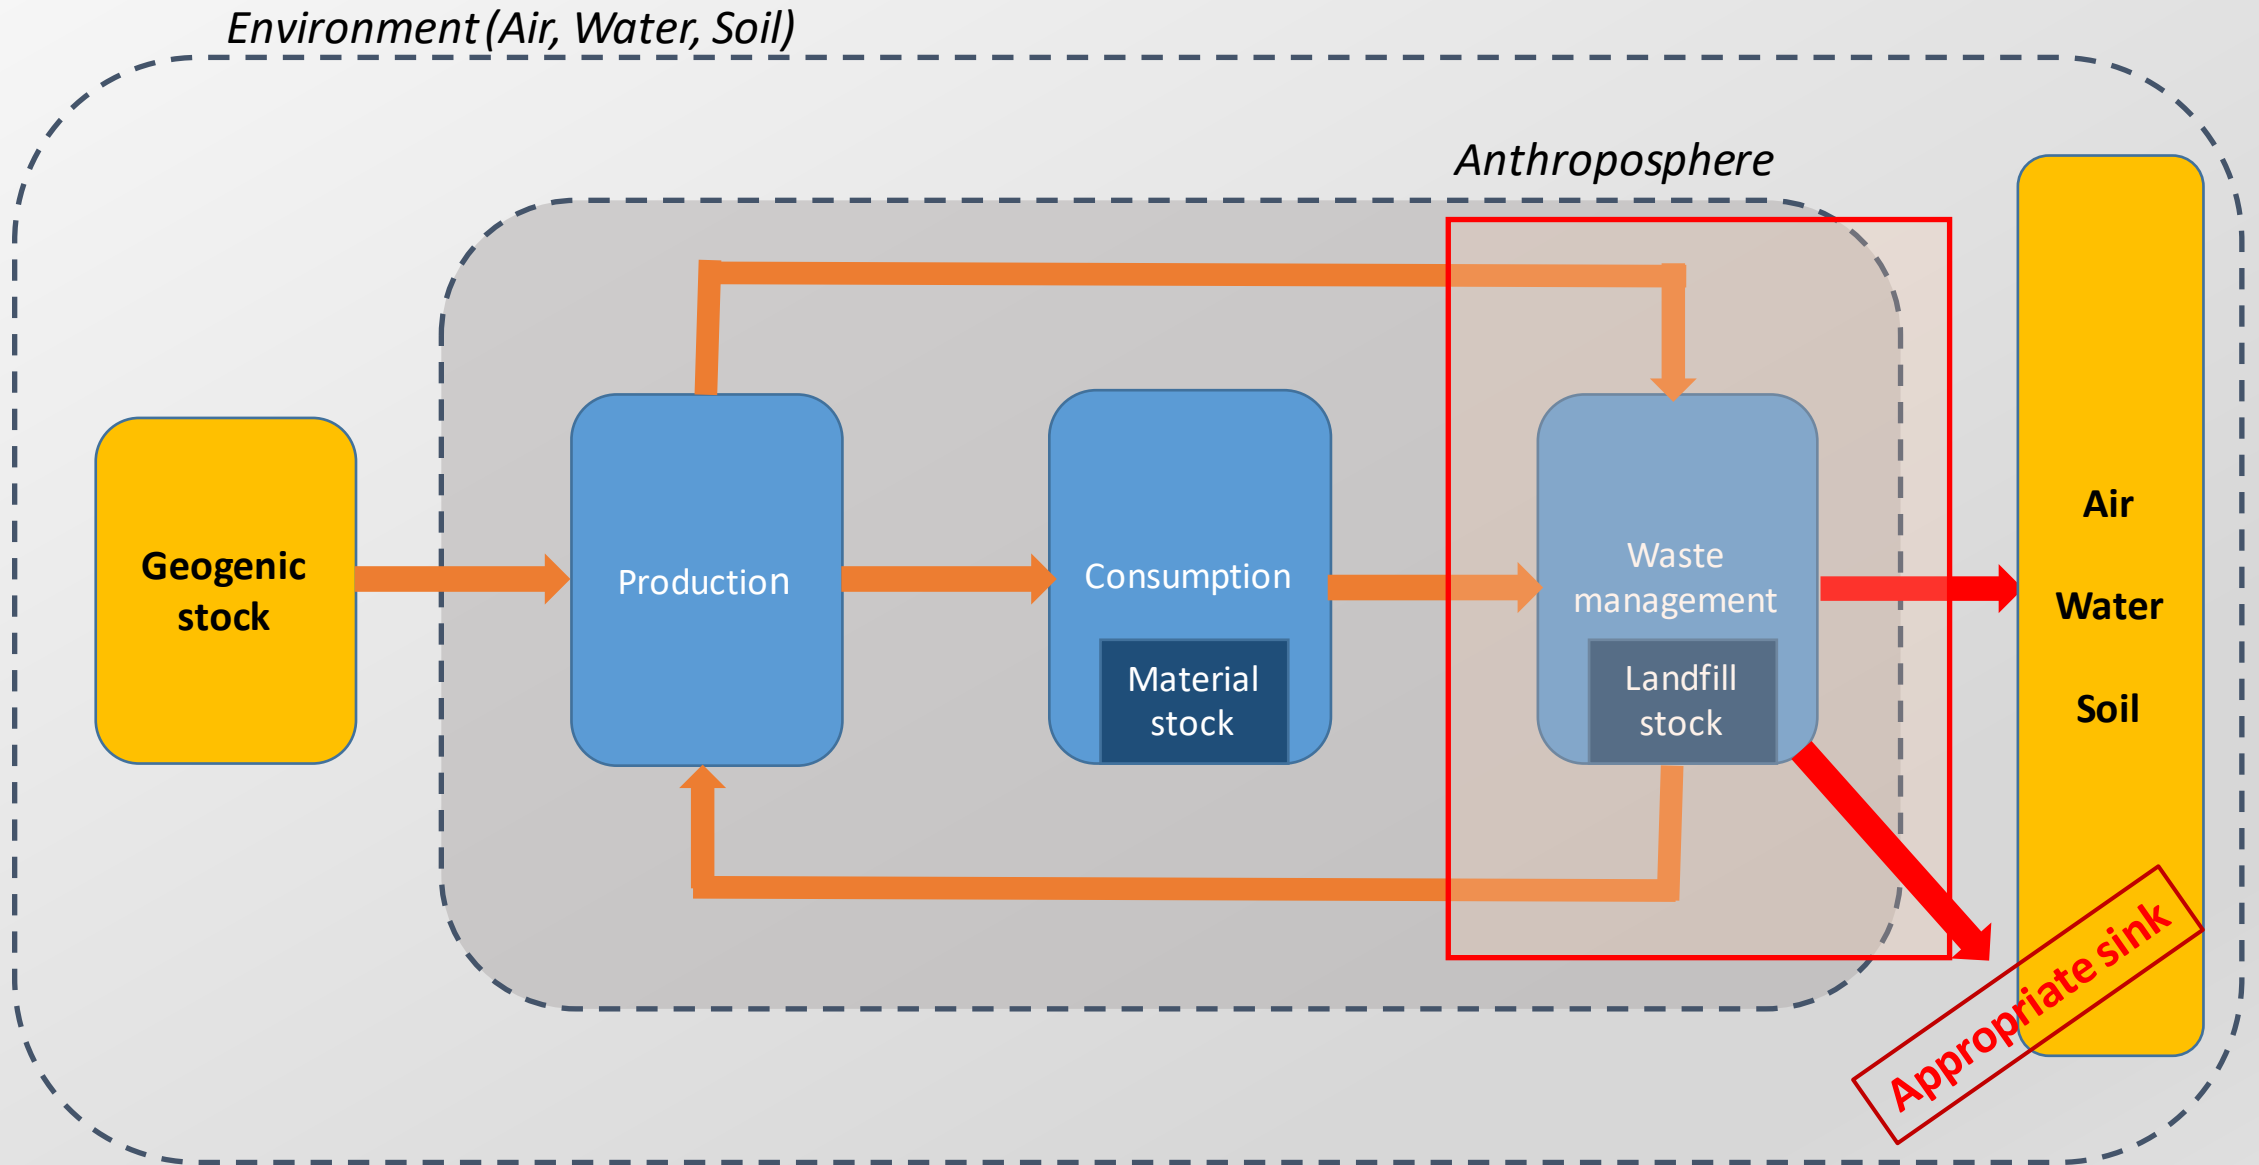 Environment (Air, Water, Soil)
Anthroposphere
Geogenic
stock
Production
Consumption
Material
stock
Waste
management
Landfill
stock
Air
Water
Soil
Appropriate sink